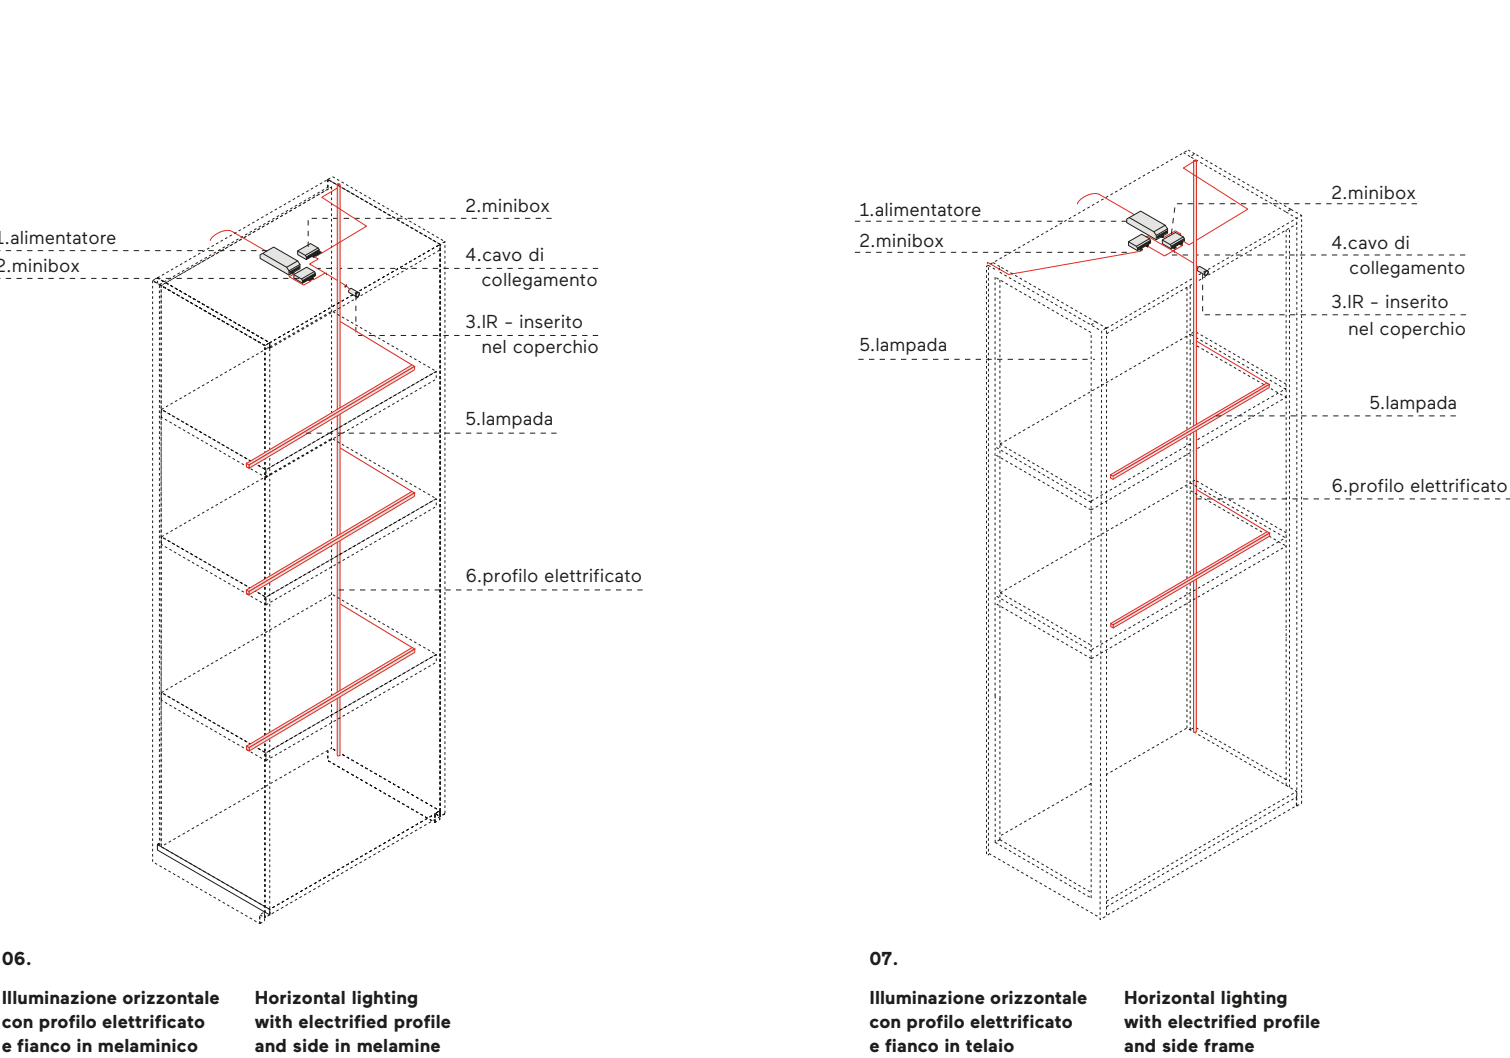 2.minibox
1.alimentatore
2.minibox
4.cavo di
collegamento
3.IR - inserito
nel coperchio
5.lampada
6.profilo elettrificato
06.
Illuminazione orizzontale
con profilo elettrificato
e fianco in melaminico
Horizontal lighting
with electrified profile
and side in melamine
1.alimentatore
2.minibox
2.minibox
4.cavo di
collegamento
3.IR - inserito
nel coperchio
5.lampada
5.lampada
6.profilo elettrificato
07.
Illuminazione orizzontale
con profilo elettrificato
e fianco in telaio
Horizontal lighting
with electrified profile
and side frame